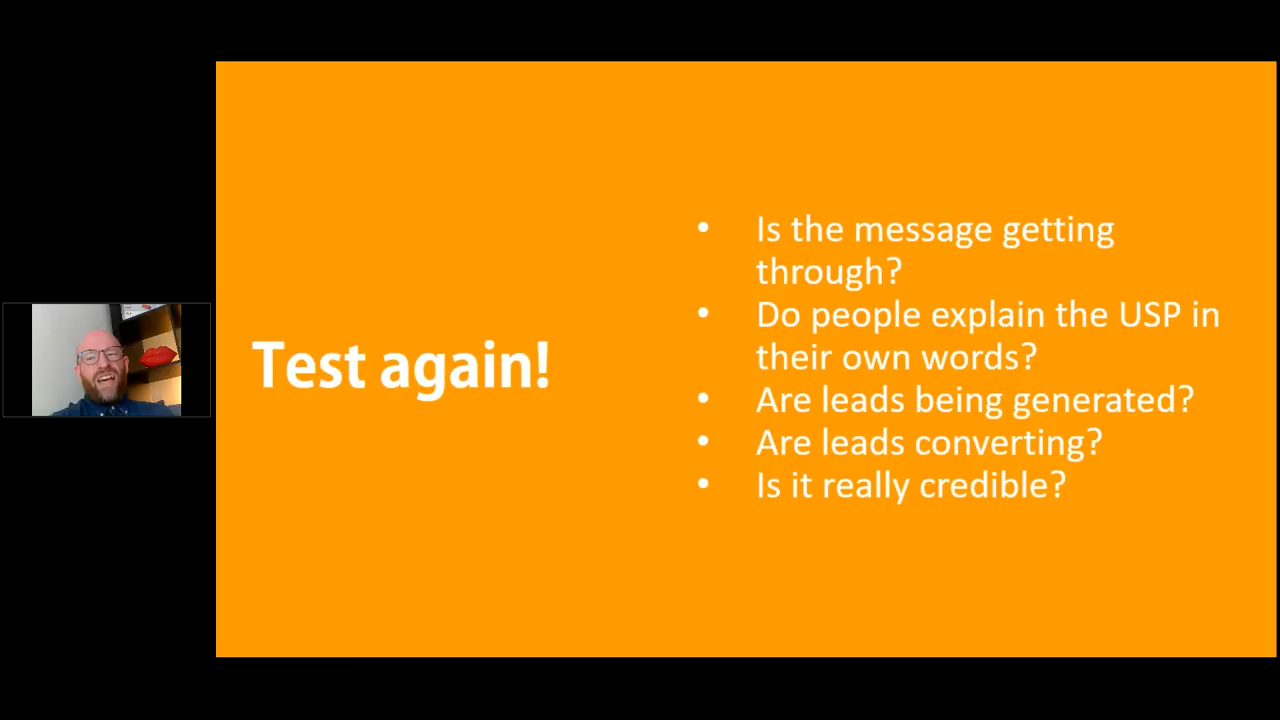 Test again!
• Is the message getting
through?
• Do people explain the USP in
their own words?
• Are leads being generated?
• Are leads converting?
• Is it really credible?